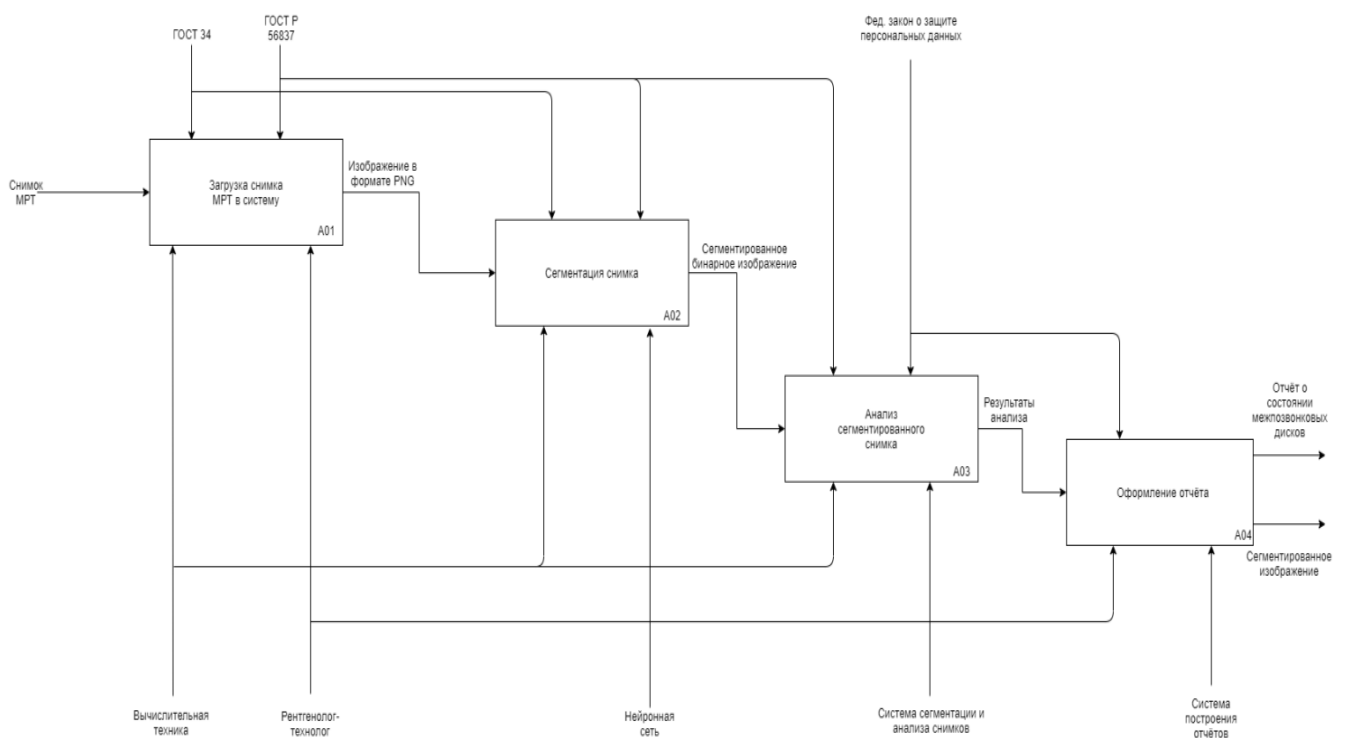 ГОСТ 34
ГОСТ Р
56837
Фед. закон о защите
персональных данных
Снимок
МРТ
Загрузка снимка
МРТ в систему
A01
Изображение в
формате PNG
Сегментация снимка
A02
Сегментированное
бинарное изображение
Анализ
сегментированного
снимка
A03
Результаты
анализа
Оформление отчёта
A04
Отчёт о
состоянии
межпозвонковых
дисков
Сегментированное
изображение
Вычислительная
техника
Рентгенолог-
технолог
Нейронная
сеть
Система сегментации и
анализа снимков
Система
построения
отчётов